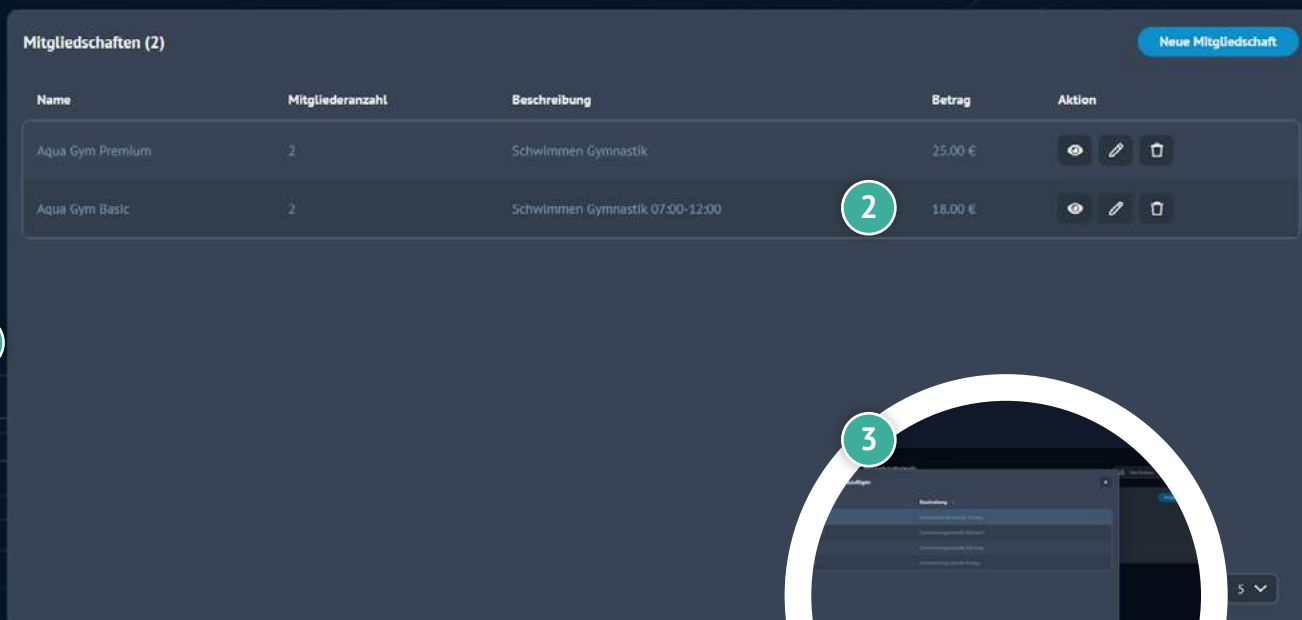 Mitgliedschaften (2)
Neue Mitgliedschaft
Name Mitgliederanzahl Beschreibung Betrag Aktion
Aqua Gym Premium 2 Schwimmen Gymnastik 25.00 €
Aqua Gym Basic 2 Schwimmen Gymnastik 07:00-12:00 2 18.00 €
3
Beschreibung
5